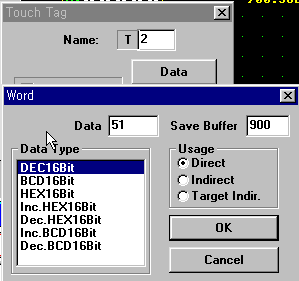 Touch Tag
Name: T 2
Data
Word
Data 51 Save Buffer 900
Data Type
DEC16Bit
BCD16Bit
HEX16Bit
Inc.HEX16Bit
Dec.HEX16Bit
Inc.BCD16Bit
Dec.BCD16Bit
Usage
Direct
Indirect
Target Indir.
OK
Cancel